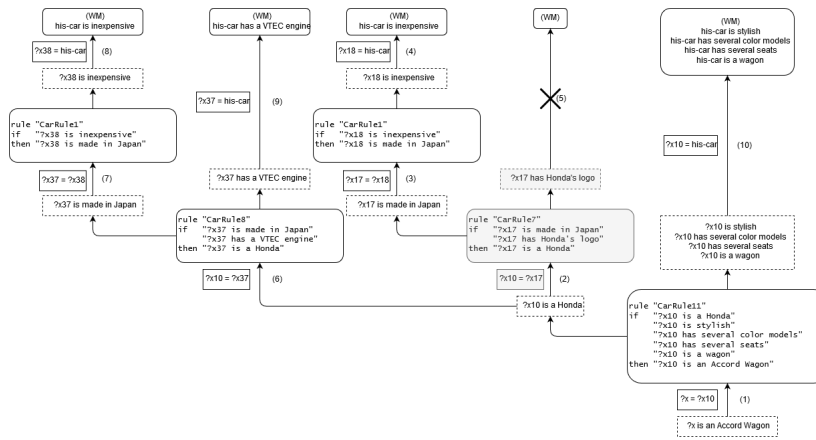 (WM)
his-car is inexpensive
(WM)
his-car has a VTEC engine
(WM)
his-car is inexpensive
(WM)
(WM)
his-car is stylish
his-car has several color models
his-car has several seats
his-car is a wagon
?x38 = his-car
(8)
?x18 = his-car
(4)
?x38 is inexpensive
?x18 is inexpensive
?x37 = his-car
(9)
(5)
rule "CarRule1"
if "?x38 is inexpensive"
then "?x38 is made in Japan"
rule "CarRule1"
if "?x18 is inexpensive"
then "?x18 is made in Japan"
?x10 = his-car
(10)
?x37 = ?x38
(7)
?x37 has a VTEC engine
?x17 = ?x18
(3)
?x17 has Honda's logo
?x37 is made in Japan
?x17 is made in Japan
rule "CarRule8"
if "?x37 is made in Japan"
"?x37 has a VTEC engine"
then "?x37 is a Honda"
rule "CarRule7"
if "?x17 is made in Japan"
"?x17 has Honda's logo"
then "?x17 is a Honda"
?x10 is stylish
?x10 has several color models
?x10 has several seats
?x10 is a wagon
?x10 = ?x37
(6)
?x10 = ?x17
(2)
?x10 is a Honda
rule "CarRule11"
if "?x10 is a Honda"
"?x10 is stylish"
"?x10 has several color models"
"?x10 has several seats"
"?x10 is a wagon"
then "?x10 is an Accord Wagon"
?x = ?x10
(1)
?x is an Accord Wagon